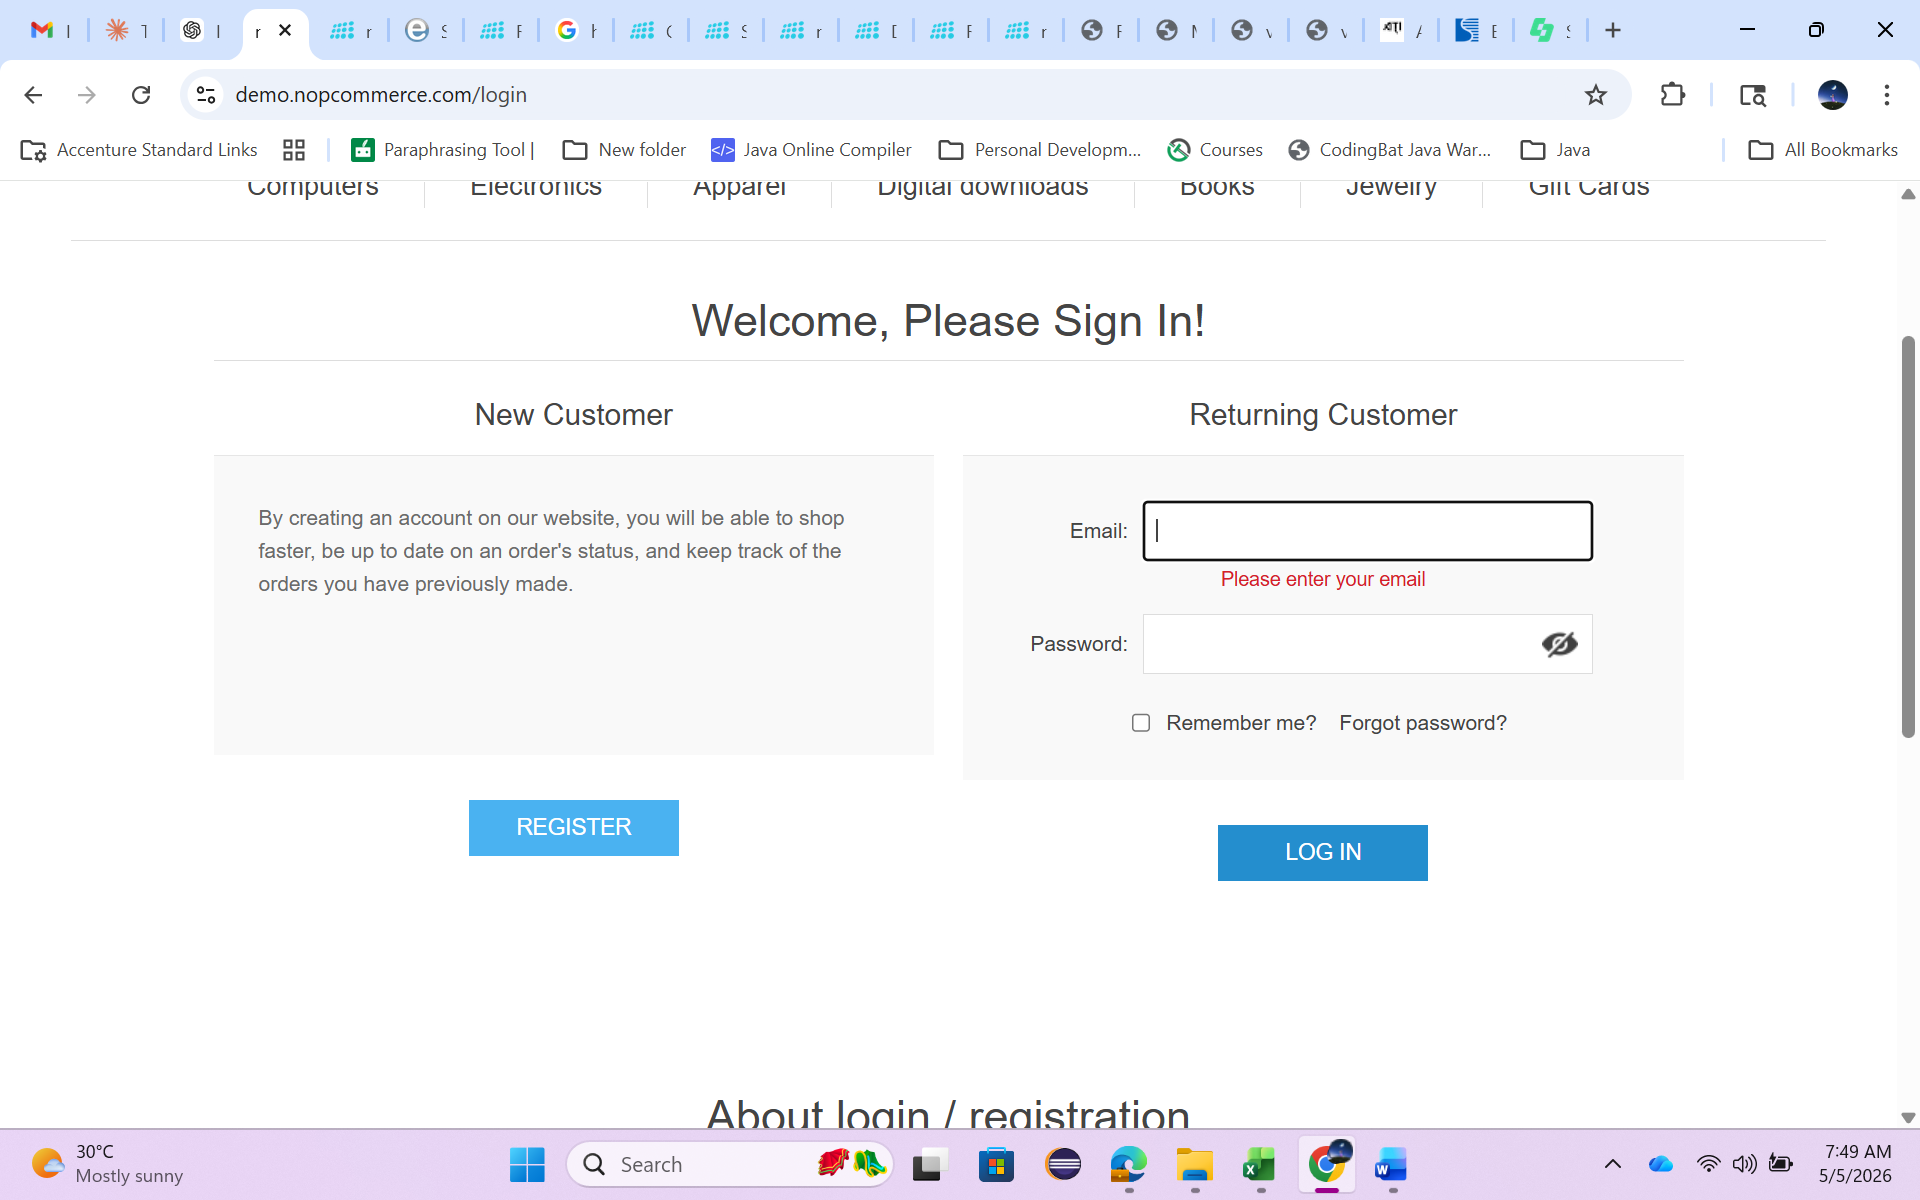 demo.nopcommerce.com/login
Accenture Standard Links
Paraphrasing Tool |
New folder
Java Online Compiler
Personal Developm...
Courses
CodingBat Java War...
Java
All Bookmarks
Computers
Electronics
Apparel
Digital downloads
Books
Jewelry
Gift Cards
Welcome, Please Sign In!
New Customer
By creating an account on our website, you will be able to shop
faster, be up to date on an order's status, and keep track of the
orders you have previously made.
REGISTER
Returning Customer
Email:
Please enter your email
Password:
Remember me? Forgot password?
LOG IN
About login / registration
30°C
Mostly sunny
Search
7:49 AM
5/5/2026